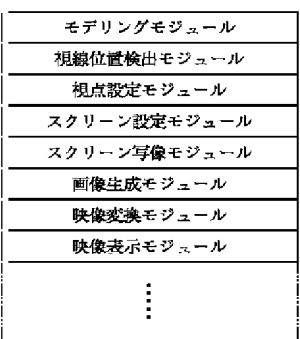 モデリングモジュール
視線位置検出モジュール
視点設定モジュール
スクリーン設定モジュール
スクリーン写像モジュール
画像生成モジュール
映像変換モジュール
映像表示モジュール